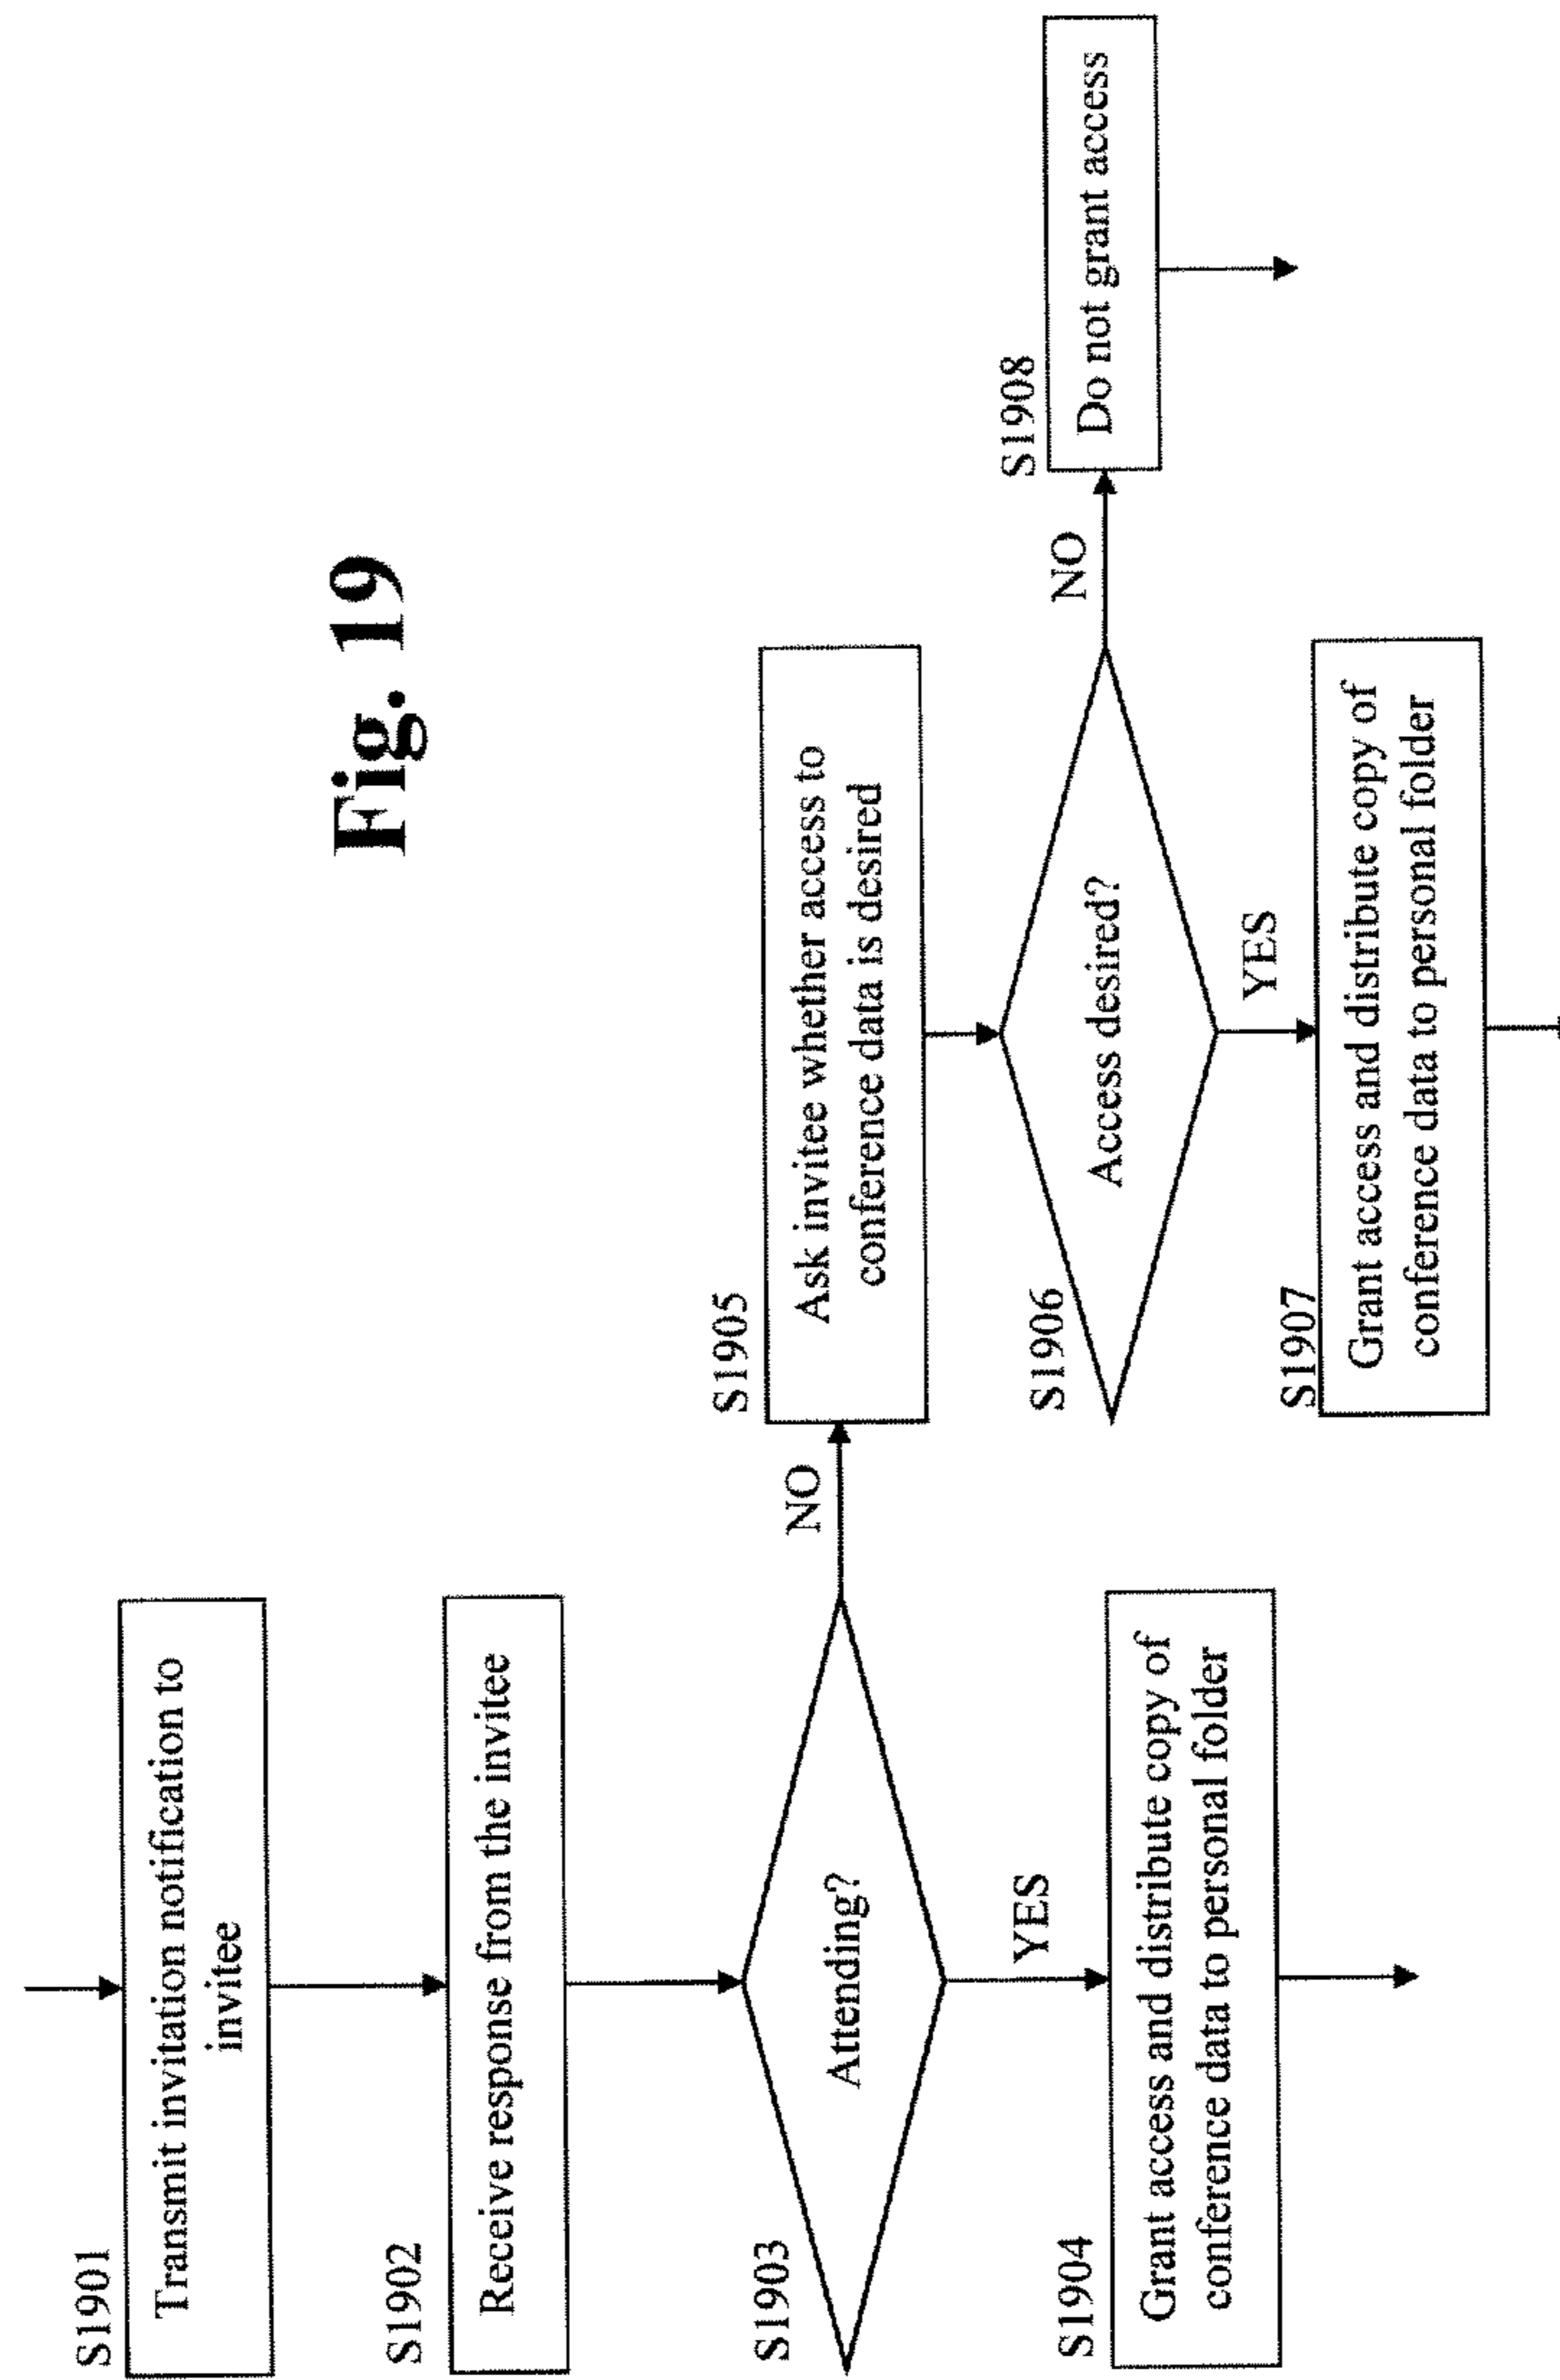 Fig. 19
S1901
Transmit invitation notification to
invitee
S1902
Receive response from the invitee
S1903
Attending?
NO
YES
S1904
Grant access and distribute copy of
conference data to personal folder
S1905
Ask invitee whether access to
conference data is desired
S1906
Access desired?
NO
YES
S1907
Grant access and distribute copy of
conference data to personal folder
S1908
Do not grant access